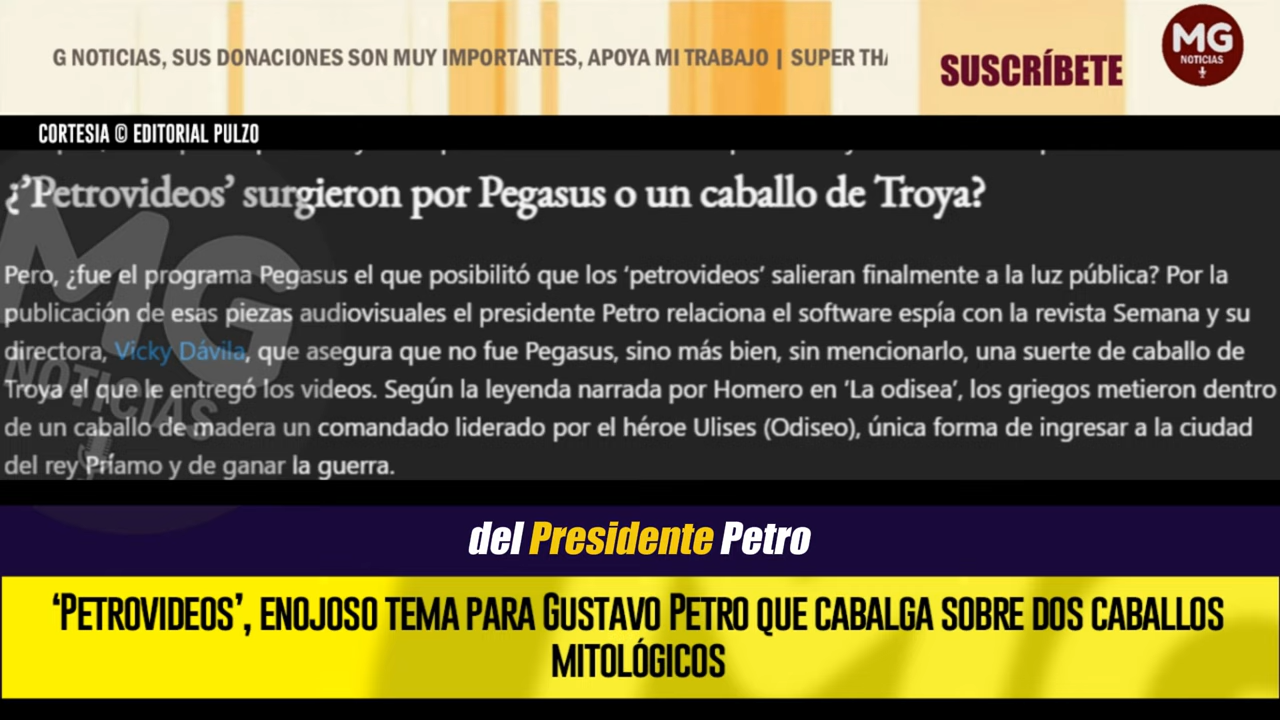 G NOTICIAS, SUS DONACIONES SON MUY IMPORTANTES, APOYA MI TRABAJO | SUPER
SUSCRÍBETE
MG
NOTICIAS
CORTESIA © EDITORIAL PULZO
¿’Petrovideos’ surgieron por Pegasus o un caballo de Troya?
Pero, ¿fue el programa Pegasus el que posibilitó que los ‘petrovideos’ salieran finalmente a la luz pública? Por la
publicación de esas piezas audiovisuales el presidente Petro relaciona el software espía con la revista Semana y su
directora, Vicky Dávila, que asegura que no fue Pegasus, sino más bien, sin mencionarlo, una suerte de caballo de
Troya el que le entregó los videos. Según la leyenda narrada por Homero en ‘La odisea’, los griegos metieron dentro
de un caballo de madera un comandado liderado por el héroe Ulises (Odiseo), única forma de ingresar a la ciudad
del rey Príamo y de ganar la guerra.
MG
NOTICIAS
del Presidente Petro
‘PETROVIDEOS’, ENOJOSO TEMA PARA GUSTAVO PETRO QUE CABALGA SOBRE DOS CABALLOS
MITOLÓGICOS